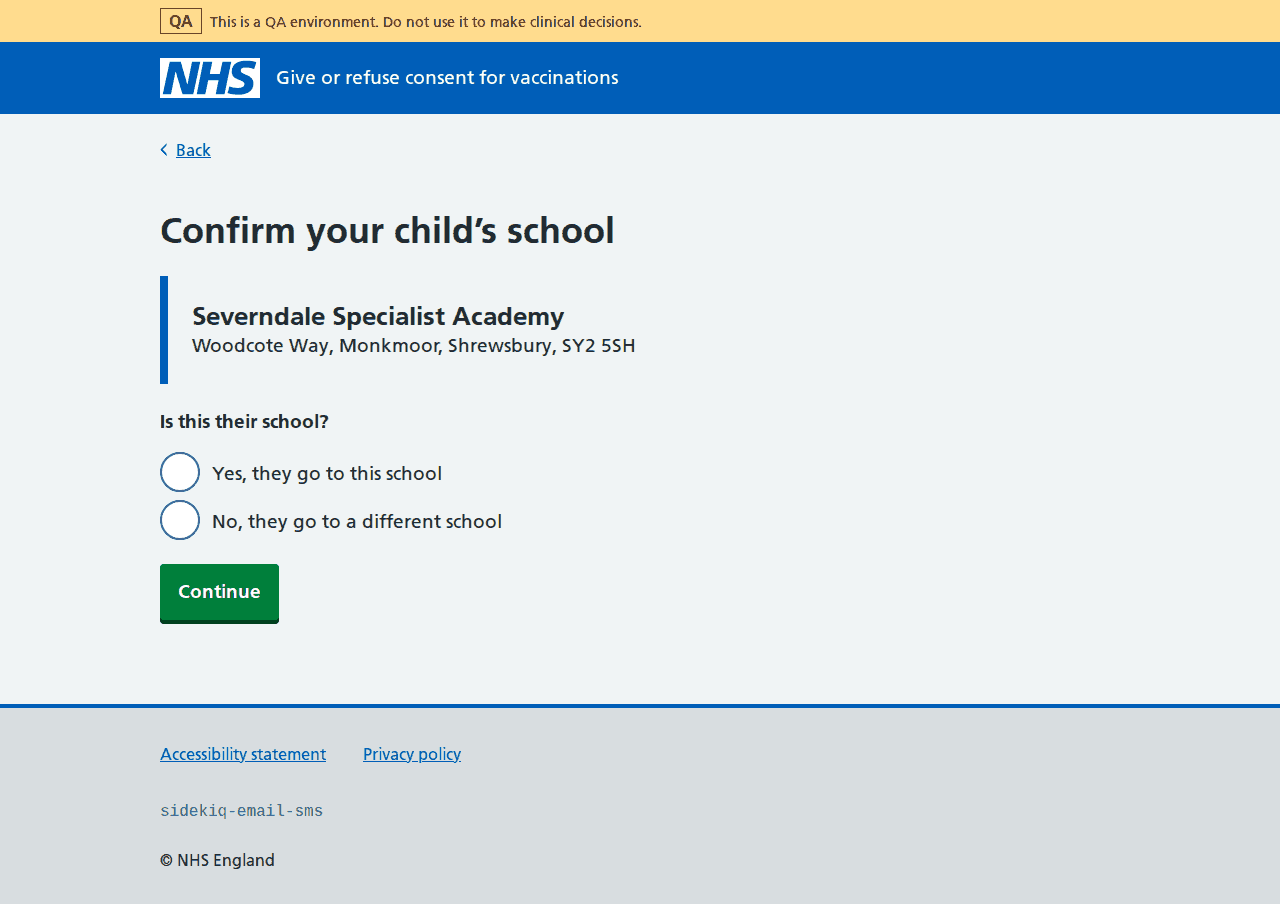 QA This is a QA environment. Do not use it to make clinical decisions.
NHS Give or refuse consent for vaccinations
Back
Confirm your child’s school
Severndale Specialist Academy
Woodcote Way, Monkmoor, Shrewsbury, SY2 5SH
Is this their school?
Yes, they go to this school
No, they go to a different school
Continue
Accessibility statement Privacy policy
sidekiq-email-sms
© NHS England